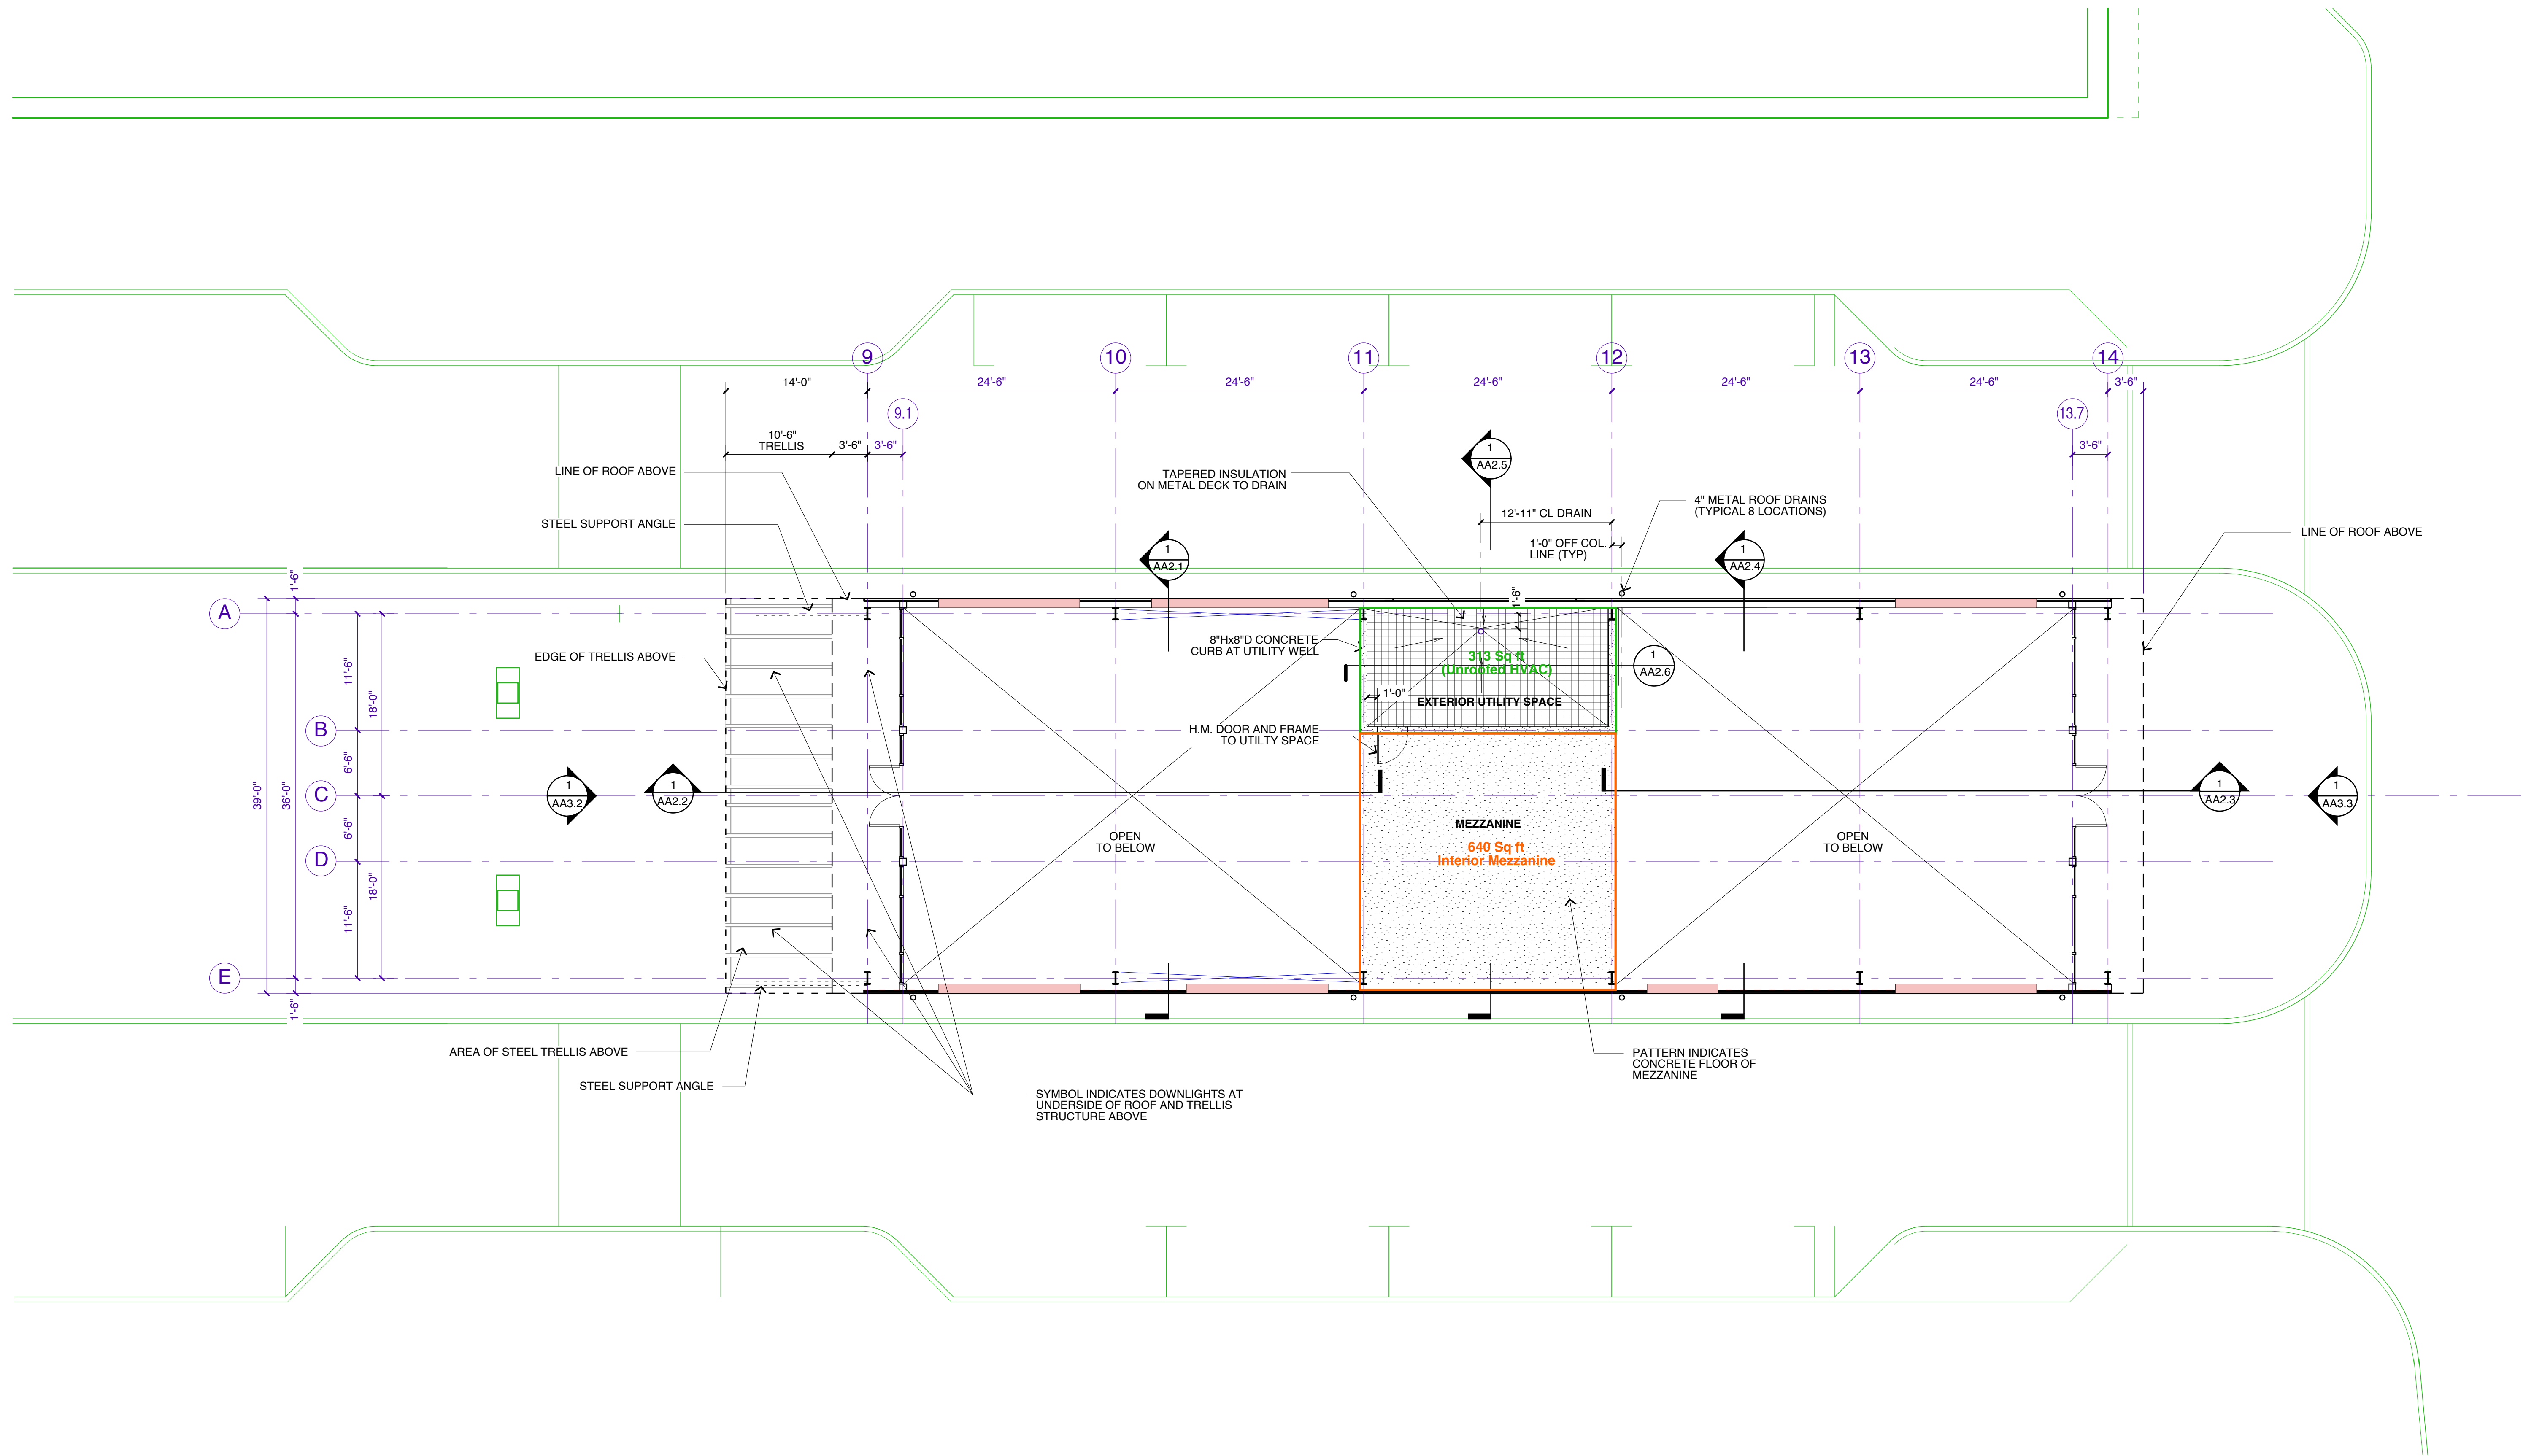 9
10
11
12
13
14
14'-0"
24'-6"
24'-6"
24'-6"
24'-6"
24'-6"
3'-6"
9.1
13.7
10'-6"
TRELLIS
3'-6"
3'-6"
3'-6"
1
AA2.5
LINE OF ROOF ABOVE
TAPERED INSULATION
ON METAL DECK TO DRAIN
4" METAL ROOF DRAINS
(TYPICAL 8 LOCATIONS)
12'-11" CL DRAIN
STEEL SUPPORT ANGLE
LINE OF ROOF ABOVE
1'-0" OFF COL.
LINE (TYP)
1
AA2.1
1
AA2.4
1'-6"
1'-6"
A
8"Hx8"D CONCRETE
CURB AT UTILITY WELL
EDGE OF TRELLIS ABOVE
313 Sq ft
(Unroofed HVAC)
1
AA2.6
11'-6"
18'-0"
1'-0"
EXTERIOR UTILITY SPACE
B
H.M. DOOR AND FRAME
TO UTILTY SPACE
6'-6"
39'-0"
36'-0"
C
1
AA3.2
1
AA2.2
1
AA2.3
1
AA3.3
6'-6"
MEZZANINE
OPEN
TO BELOW
640 Sq ft
Interior Mezzanine
OPEN
TO BELOW
D
18'-0"
11'-6"
E
1'-6"
AREA OF STEEL TRELLIS ABOVE
STEEL SUPPORT ANGLE
SYMBOL INDICATES DOWNLIGHTS AT
UNDERSIDE OF ROOF AND TRELLIS
STRUCTURE ABOVE
PATTERN INDICATES
CONCRETE FLOOR OF
MEZZANINE